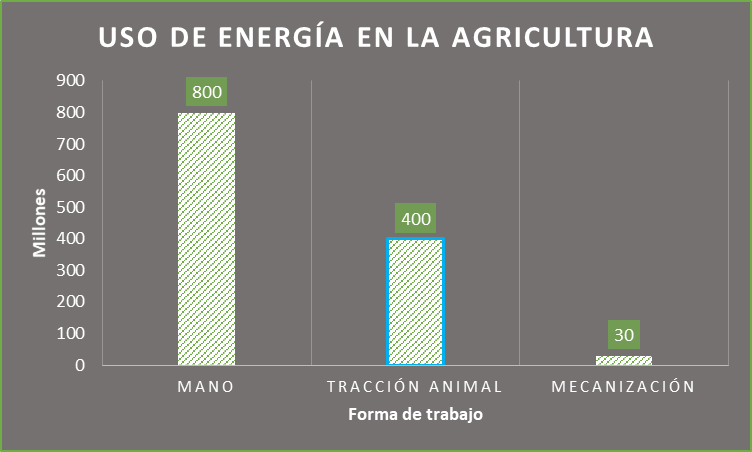 USO DE ENERGÍA EN LA AGRICULTURA
Millones
900
800
700
600
500
400
300
200
100
0
800
400
30
MANO
TRACCIÓN ANIMAL
MECANIZACIÓN
Forma de trabajo